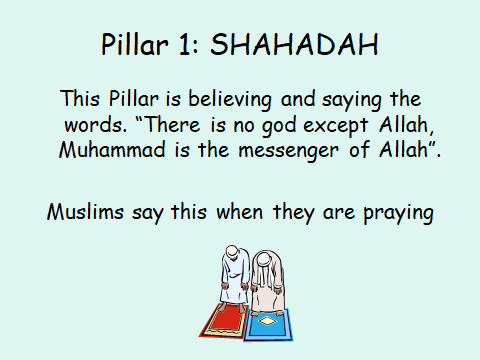 Pillar 1: SHAHADAH
This Pillar is believing and saying the
words. “There is no god except Allah,
Muhammad is the messenger of Allah”.
Muslims say this when they are praying